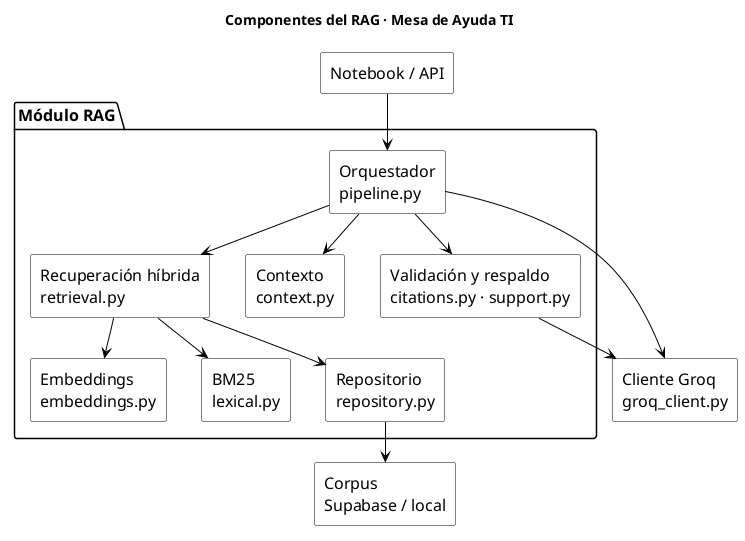 Componentes del RAG · Mesa de Ayuda TI
Notebook / API
Módulo RAG
Orquestador
pipeline.py
Recuperación híbrida
retrieval.py
Contexto
context.py
Validación y respaldo
citations.py · support.py
Embeddings
embeddings.py
BM25
lexical.py
Repositorio
repository.py
Cliente Groq
groq_client.py
Corpus
Supabase / local